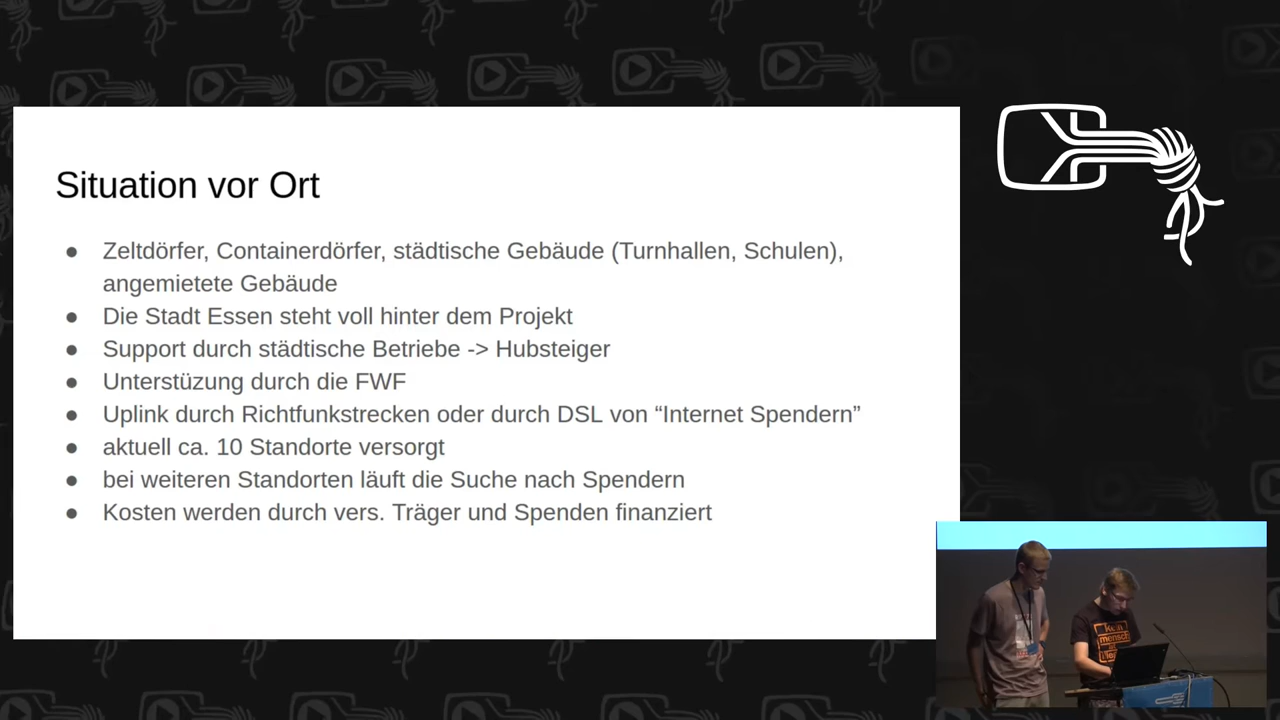 Situation vor Ort
● Zeltdörfer, Containerdörfer, städtische Gebäude (Turnhallen, Schulen),
angemietete Gebäude
● Die Stadt Essen steht voll hinter dem Projekt
● Support durch städtische Betriebe -> Hubsteiger
● Unterstüzung durch die FWF
● Uplink durch Richtfunkstrecken oder durch DSL von “Internet Spendern”
● aktuell ca. 10 Standorte versorgt
● bei weiteren Standorten läuft die Suche nach Spendern
● Kosten werden durch vers. Träger und Spenden finanziert
Kein
mensch
ist